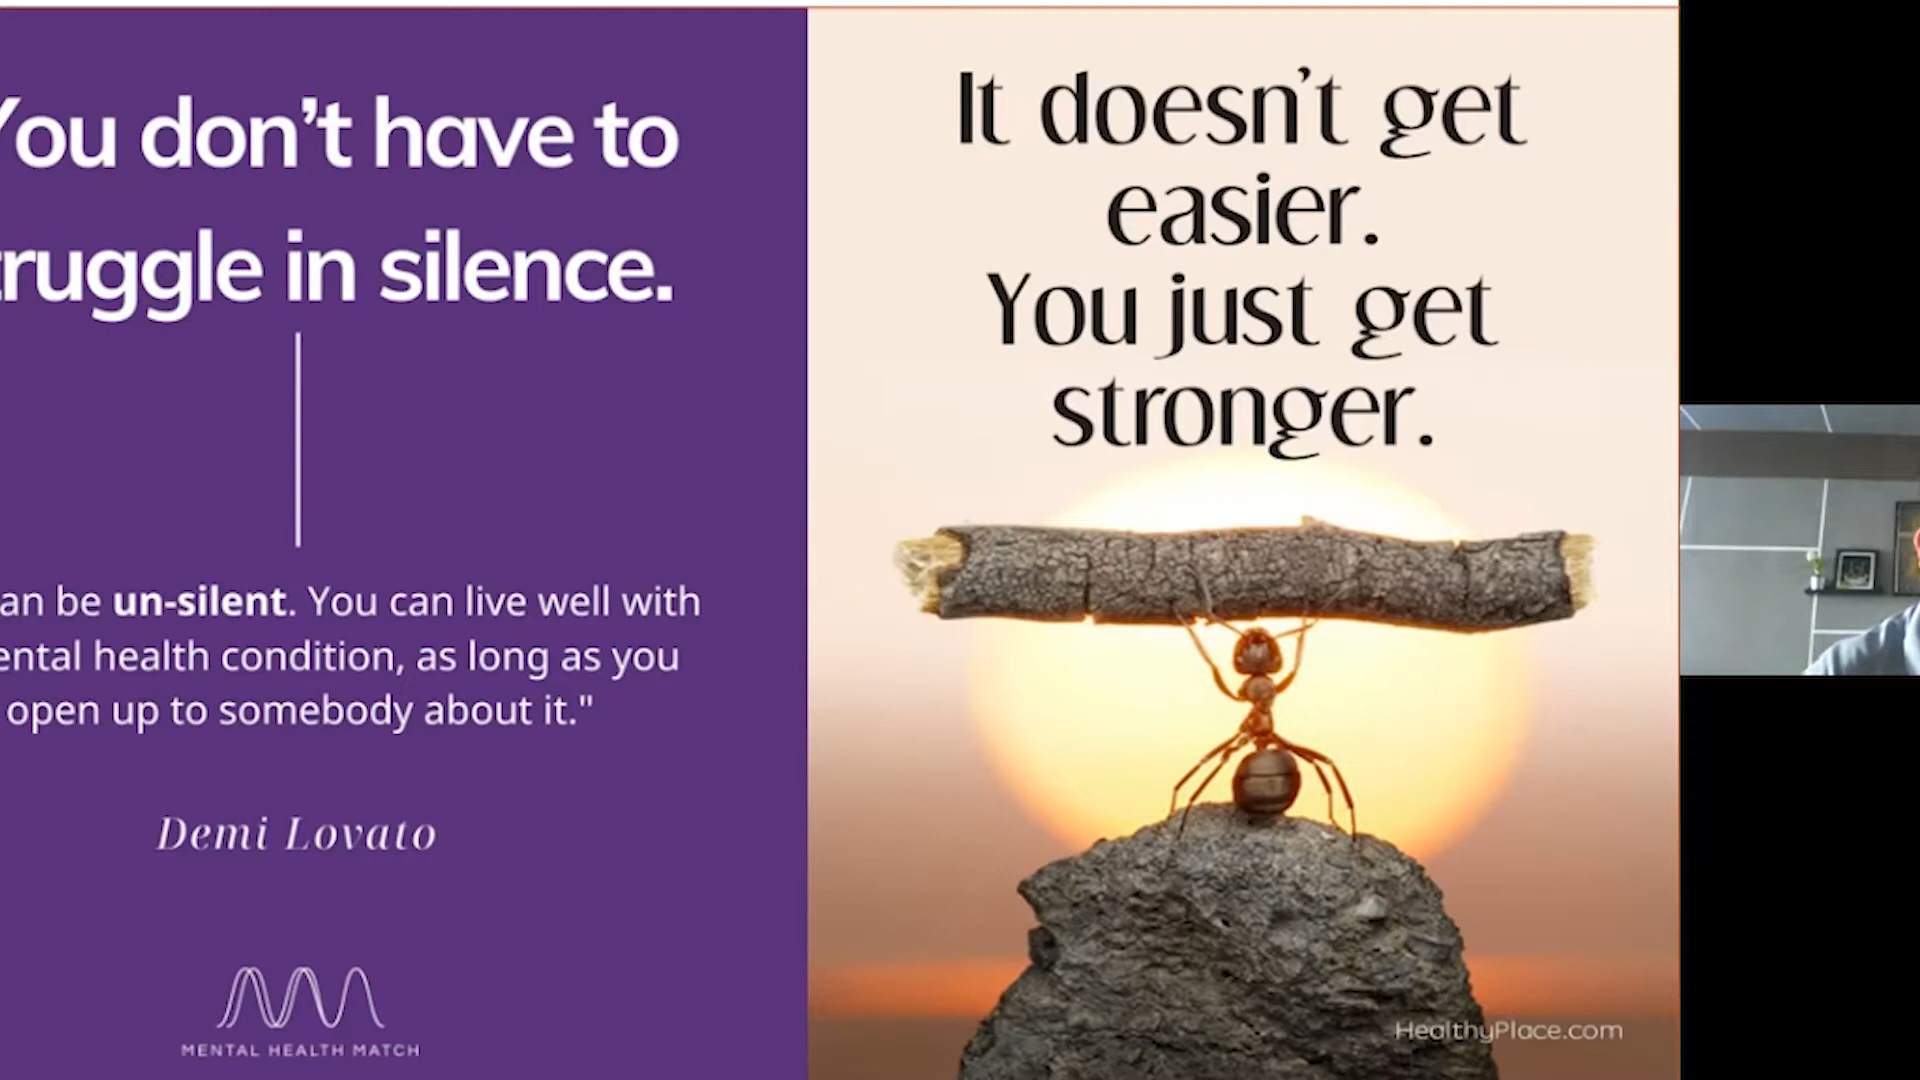 You don't have to
truggle in silence.
an be un-silent. You can live well with
ental health condition, as long as you
open up to somebody about it."
Demi Lovato
MENTAL HEALTH MATCH
It doesn't get
easier.
You just get
stronger.
HealthyPlace.com